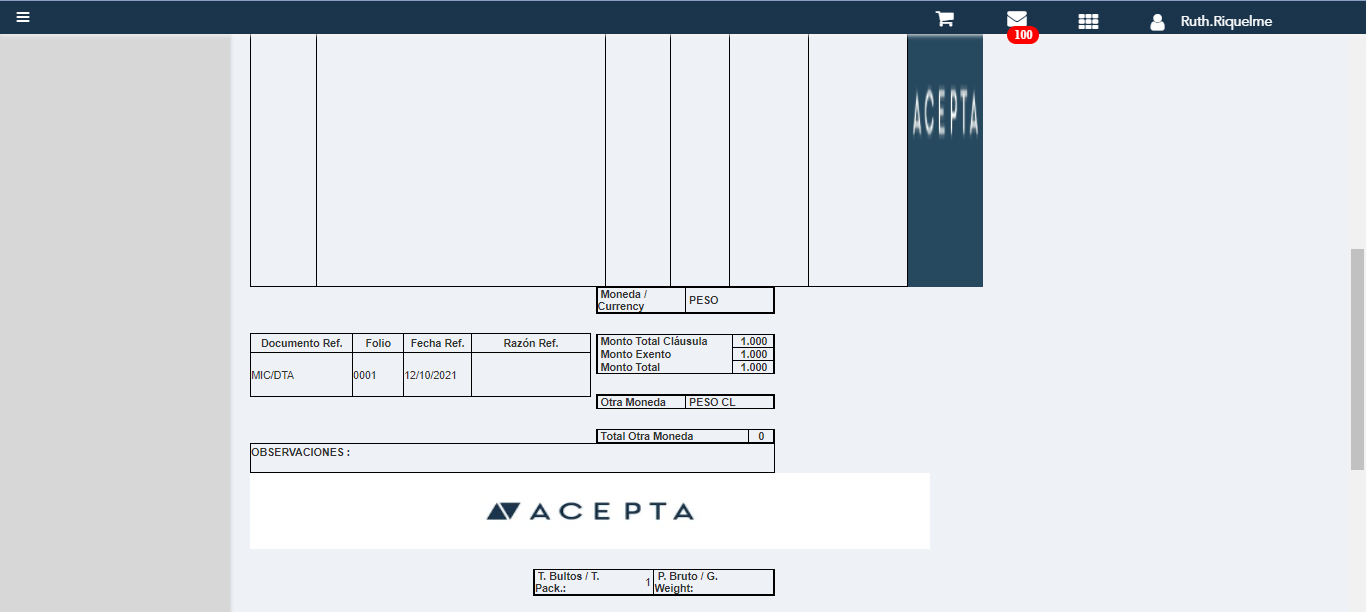 Ruth.Riquelme
100
ACEPTA
Moneda /
Currency
PESO
Documento Ref. Folio Fecha Ref. Razón Ref.
MIC/DTA 0001 12/10/2021
Monto Total Cláusula 1.000
Monto Exento 1.000
Monto Total 1.000
Otra Moneda PESO CL
Total Otra Moneda 0
OBSERVACIONES :
ACEPTA
T. Bultos / T.
Pack.:
1
P. Bruto / G.
Weight: